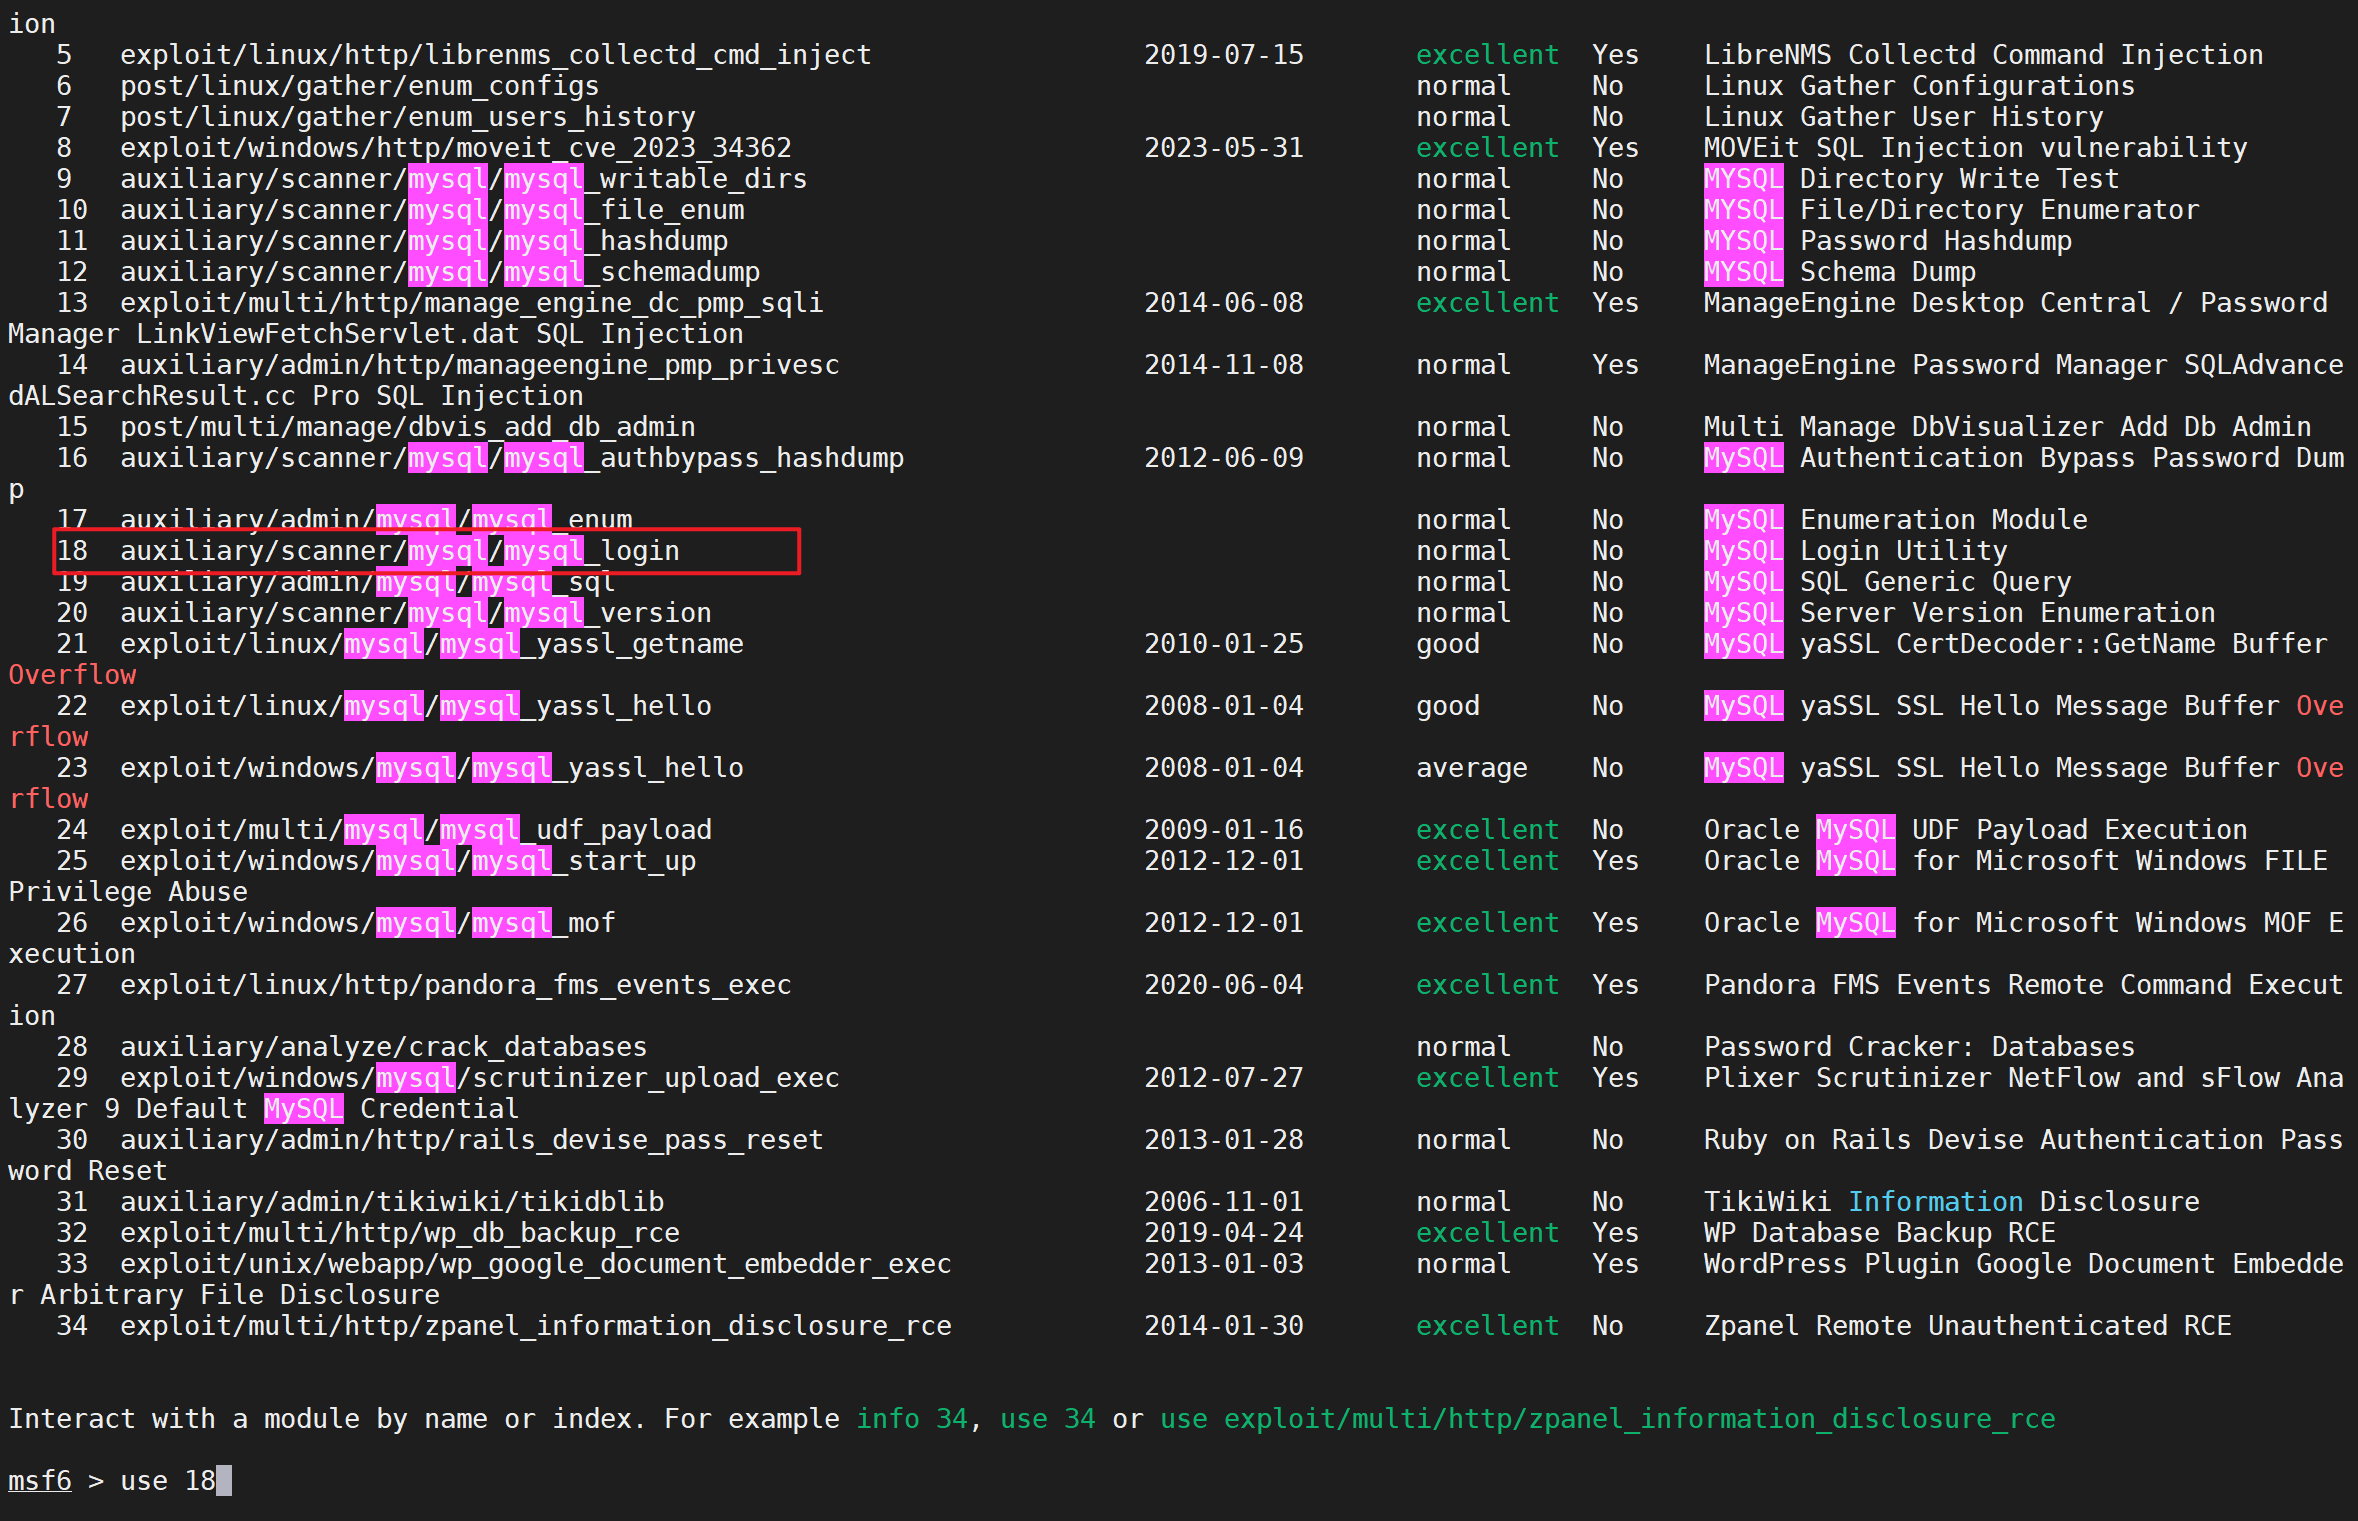 ion
   5   exploit/linux/http/librenms_collectd_cmd_inject                 2019-07-15       excellent  Yes    LibreNMS Collectd Command Injection
   6   post/linux/gather/enum_configs                                                   normal     No     Linux Gather Configurations
   7   post/linux/gather/enum_users_history                                             normal     No     Linux Gather User History
   8   exploit/windows/http/moveit_cve_2023_34362                      2023-05-31       excellent  Yes    MOVEit SQL Injection vulnerability
   9   auxiliary/scanner/mysql/mysql_writable_dirs                                      normal     No     MYSQL Directory Write Test
   10  auxiliary/scanner/mysql/mysql_file_enum                                          normal     No     MYSQL File/Directory Enumerator
   11  auxiliary/scanner/mysql/mysql_hashdump                                           normal     No     MYSQL Password Hashdump
   12  auxiliary/scanner/mysql/mysql_schemadump                                         normal     No     MYSQL Schema Dump
   13  exploit/multi/http/manage_engine_dc_pmp_sqli                    2014-06-08       excellent  Yes    ManageEngine Desktop Central / Password
Manager LinkViewFetchServlet.dat SQL Injection
   14  auxiliary/admin/http/manageengine_pmp_privesc                   2014-11-08       normal     Yes    ManageEngine Password Manager SQLAdvance
dALSearchResult.cc Pro SQL Injection
   15  post/multi/manage/dbvis_add_db_admin                                             normal     No     Multi Manage DbVisualizer Add Db Admin
   16  auxiliary/scanner/mysql/mysql_authbypass_hashdump               2012-06-09       normal     No     MySQL Authentication Bypass Password Dum
p
   17  auxiliary/admin/mysql/mysql_enum                                                 normal     No     MySQL Enumeration Module
   18  auxiliary/scanner/mysql/mysql_login                                              normal     No     MySQL Login Utility
   19  auxiliary/admin/mysql/mysql_sql                                                  normal     No     MySQL SQL Generic Query
   20  auxiliary/scanner/mysql/mysql_version                                            normal     No     MySQL Server Version Enumeration
   21  exploit/linux/mysql/mysql_yassl_getname                         2010-01-25       good       No     MySQL yaSSL CertDecoder::GetName Buffer
Overflow
   22  exploit/linux/mysql/mysql_yassl_hello                           2008-01-04       good       No     MySQL yaSSL SSL Hello Message Buffer Ove
rflow
   23  exploit/windows/mysql/mysql_yassl_hello                         2008-01-04       average    No     MySQL yaSSL SSL Hello Message Buffer Ove
rflow
   24  exploit/multi/mysql/mysql_udf_payload                           2009-01-16       excellent  No     Oracle MySQL UDF Payload Execution
   25  exploit/windows/mysql/mysql_start_up                            2012-12-01       excellent  Yes    Oracle MySQL for Microsoft Windows FILE
Privilege Abuse
   26  exploit/windows/mysql/mysql_mof                                 2012-12-01       excellent  Yes    Oracle MySQL for Microsoft Windows MOF E
xecution
   27  exploit/linux/http/pandora_fms_events_exec                      2020-06-04       excellent  Yes    Pandora FMS Events Remote Command Execut
ion
   28  auxiliary/analyze/crack_databases                                                normal     No     Password Cracker: Databases
   29  exploit/windows/mysql/scrutinizer_upload_exec                   2012-07-27       excellent  Yes    Plixer Scrutinizer NetFlow and sFlow Ana
lyzer 9 Default MySQL Credential
   30  auxiliary/admin/http/rails_devise_pass_reset                    2013-01-28       normal     No     Ruby on Rails Devise Authentication Pass
word Reset
   31  auxiliary/admin/tikiwiki/tikidblib                              2006-11-01       normal     No     TikiWiki Information Disclosure
   32  exploit/multi/http/wp_db_backup_rce                             2019-04-24       excellent  Yes    WP Database Backup RCE
   33  exploit/unix/webapp/wp_google_document_embedder_exec            2013-01-03       normal     Yes    WordPress Plugin Google Document Embedde
r Arbitrary File Disclosure
   34  exploit/multi/http/zpanel_information_disclosure_rce            2014-01-30       excellent  No     Zpanel Remote Unauthenticated RCE
Interact with a module by name or index. For example info 34, use 34 or use exploit/multi/http/zpanel_information_disclosure_rce
msf6 > use 18